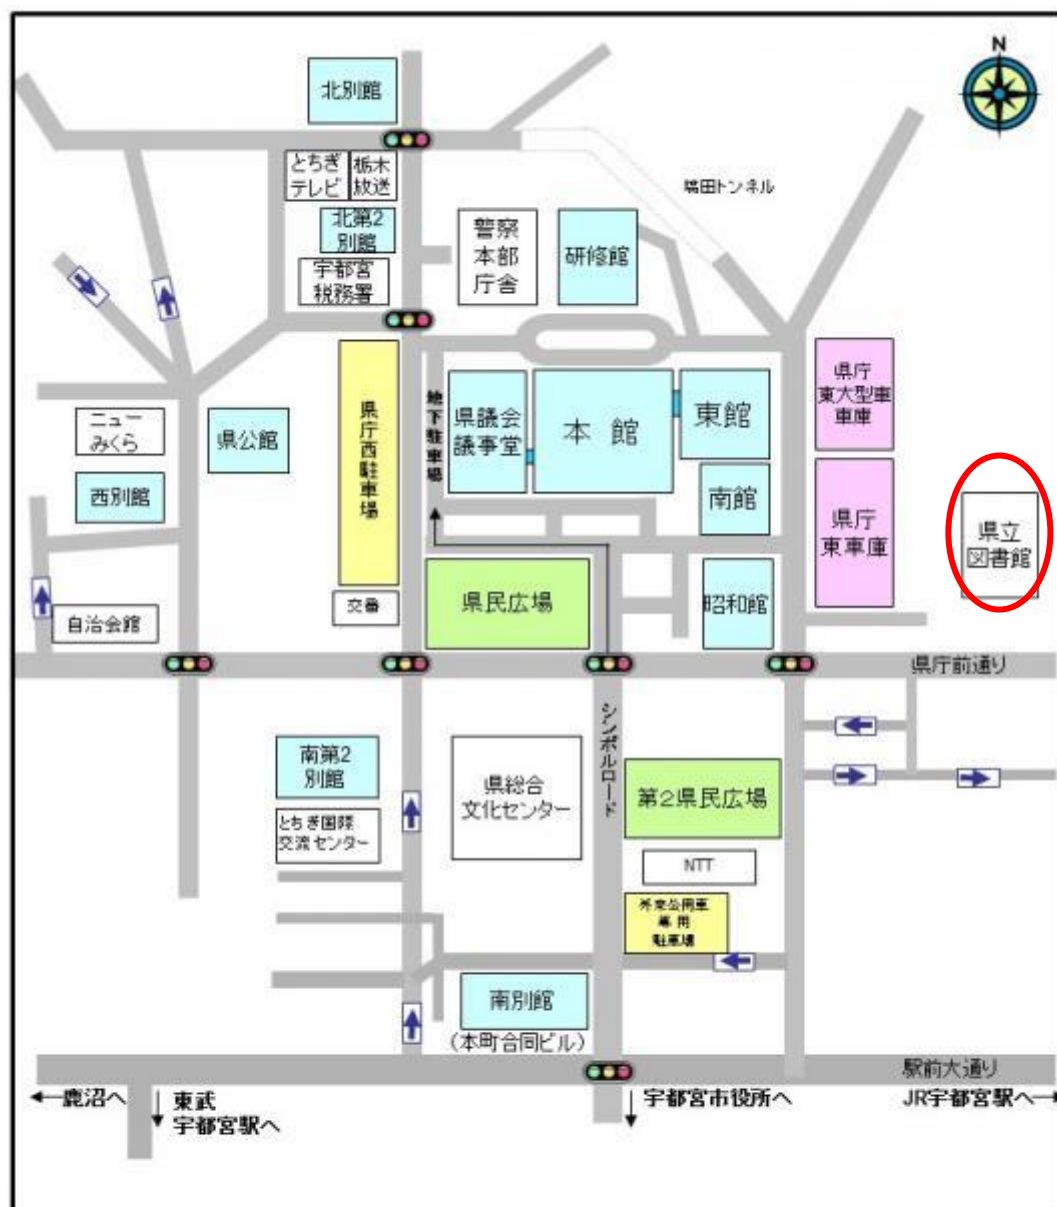 N
北別館
とちぎ
テレビ
栃木
放送
塙田トンネル
北第2
別館
警察
本部
庁舎
研修館
宇都宮
税務署
県庁
東大型車
車庫
ニュー
みくら
県公館
県庁西駐車場
地下駐車場
県議会
議事堂
本 館
東館
西別館
南館
県庁
東車庫
県立
図書館
自治会館
交番
県民広場
昭和館
県庁前通り
シンボルロード
南第2
別館
県総合
文化センター
第2県民広場
とちぎ国際
交流センター
NTT
外来公用車
専用
駐車場
南別館
(本町合同ビル)
駅前大通り
鹿沼へ
東武
宇都宮駅へ
宇都宮市役所へ
JR宇都宮駅へ